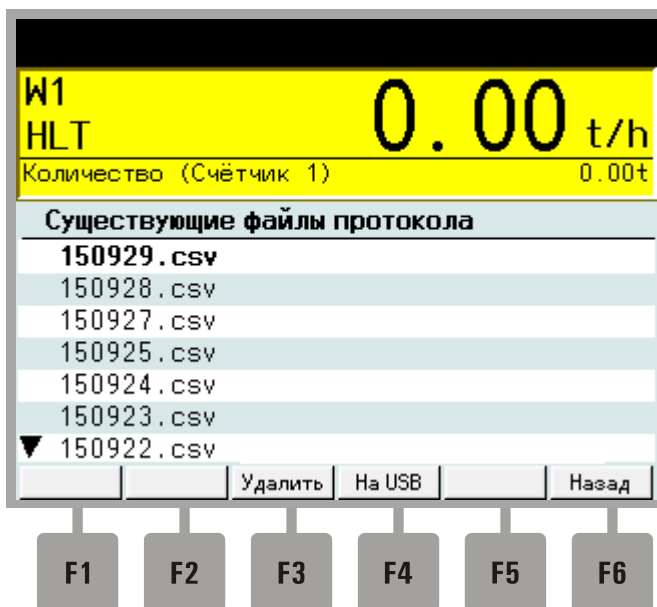 W1
HLT
0.00 t/h
Количество (Счётчик 1) 0.00t
Существующие файлы протокола
150929.csv
150928.csv
150927.csv
150925.csv
150924.csv
150923.csv
150922.csv
Удалить На USB Назад
F1 F2 F3 F4 F5 F6